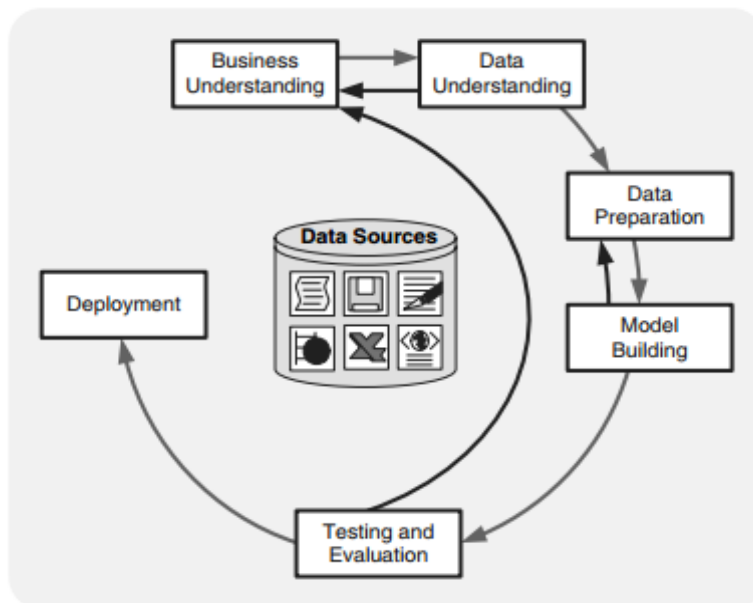 Business
Understanding
Data
Understanding
Data
Preparation
Data Sources
Deployment
Model
Building
Testing and
Evaluation